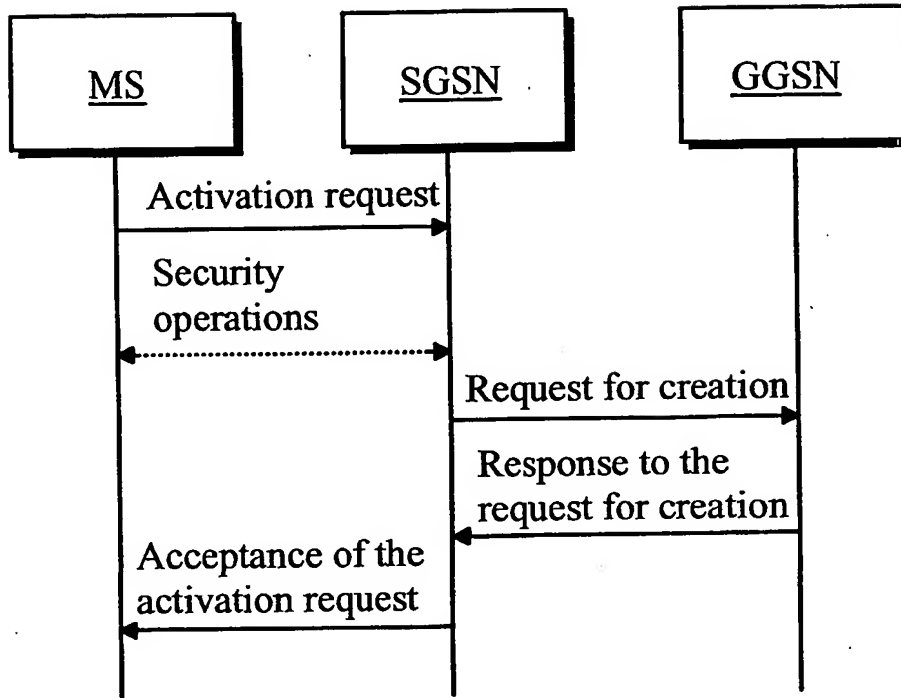 MS
SGSN
GGSN
Activation request
Security
operations
Request for creation
Response to the
request for creation
Acceptance of the
activation request